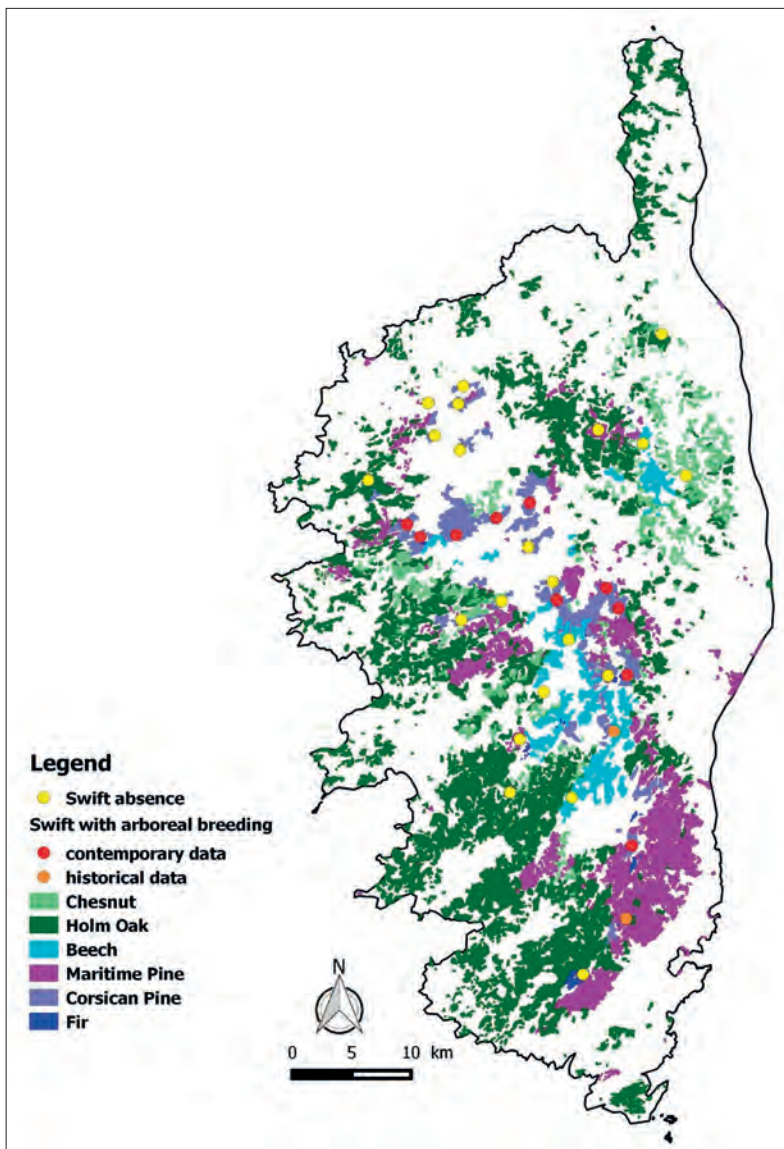 Legend
Swift absence
Swift with arboreal breeding
contemporary data
historical data
Chesnut
Holm Oak
Beech
Maritime Pine
Corsican Pine
Fir
N
0 5 10 km